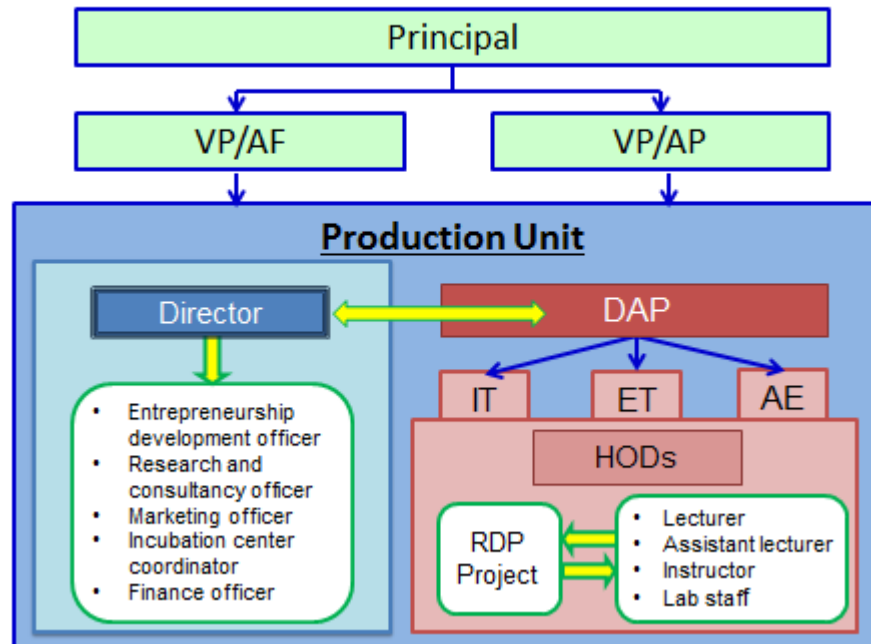 Principal
VP/AF
VP/AP
Production Unit
Director
• Entrepreneurship
development officer
• Research and
consultancy officer
• Marketing officer
• Incubation center
coordinator
• Finance officer
DAP
IT
ET
AE
HODs
RDP
Project
• Lecturer
• Assistant lecturer
• Instructor
• Lab staff